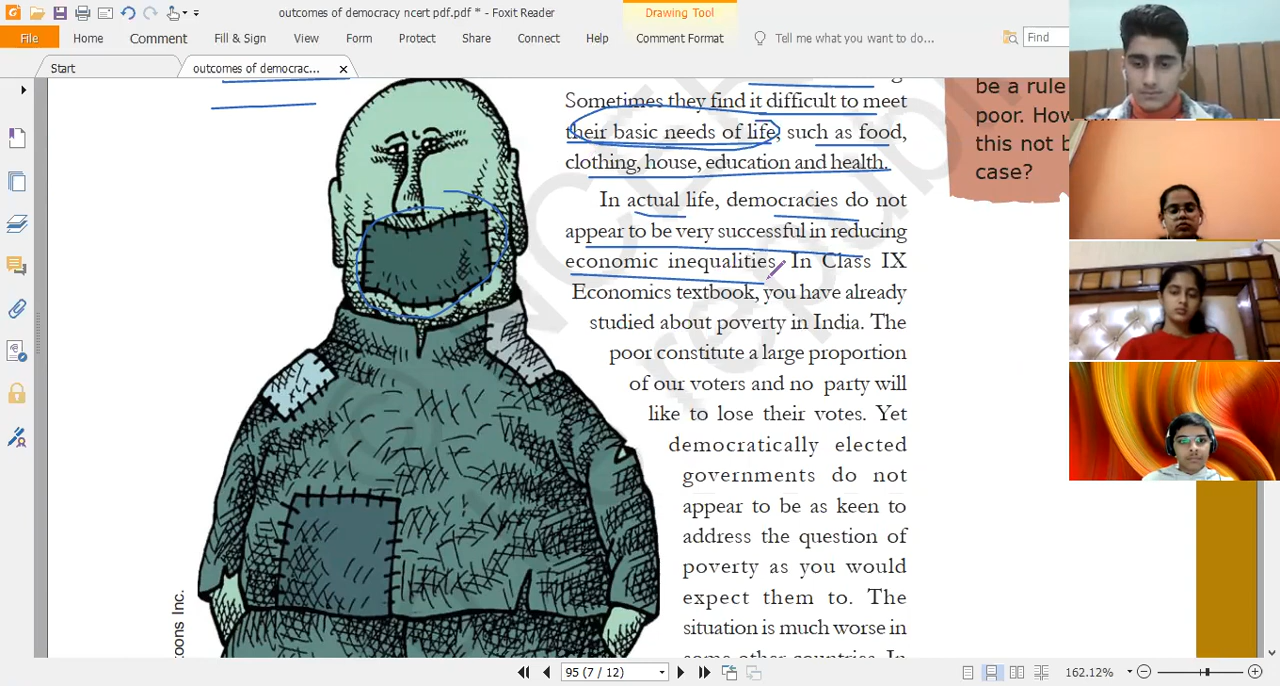 outcomes of democracy ncert pdf.pdf * - Foxit Reader
Drawing Tool
File Home Comment Fill & Sign View Form Protect Share Connect Help Comment Format Tell me what you want to do... Find
Start outcomes of democrac...
Sometimes they find it difficult to meet
their basic needs of life, such as food,
clothing, house, education and health.
In actual life, democracies do not
appear to be very successful in reducing
economic inequalities. In Class IX
Economics textbook, you have already
studied about poverty in India. The
poor constitute a large proportion
of our voters and no party will
like to lose their votes. Yet
democratically elected
governments do not
appear to be as keen to
address the question of
poverty as you would
expect them to. The
situation is much worse in
some other countries. In
be a rule
poor. How
this not b
case?
toons Inc.
© NCERT
republi
95 (7 / 12)
162.12%